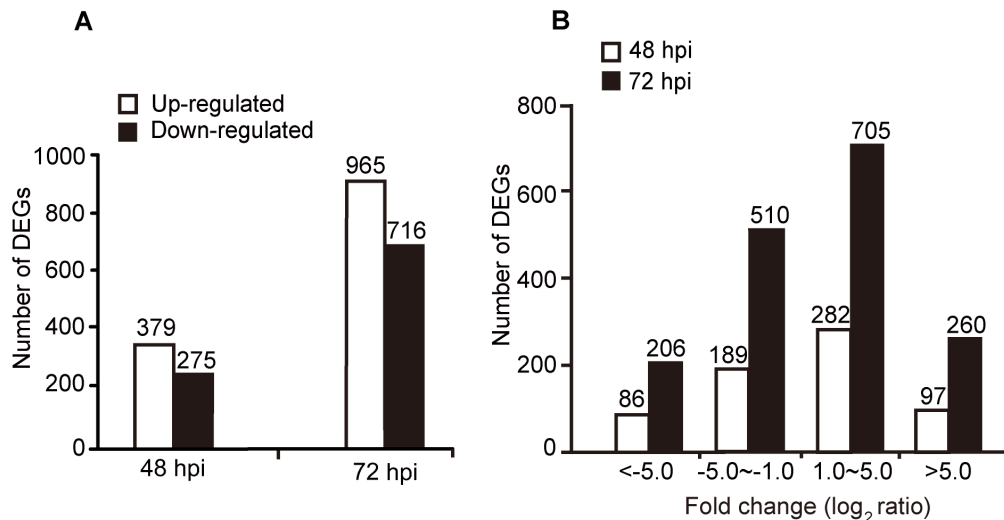 A
Up-regulated
Down-regulated
Number of DEGs
1000
800
600
400
200
0
379
275
965
716
48 hpi
72 hpi
B
48 hpi
72 hpi
Number of DEGs
800
600
400
200
0
86
206
189
510
282
705
97
260
<-5.0
-5.0~-1.0
1.0~5.0
>5.0
Fold change (log₂ ratio)